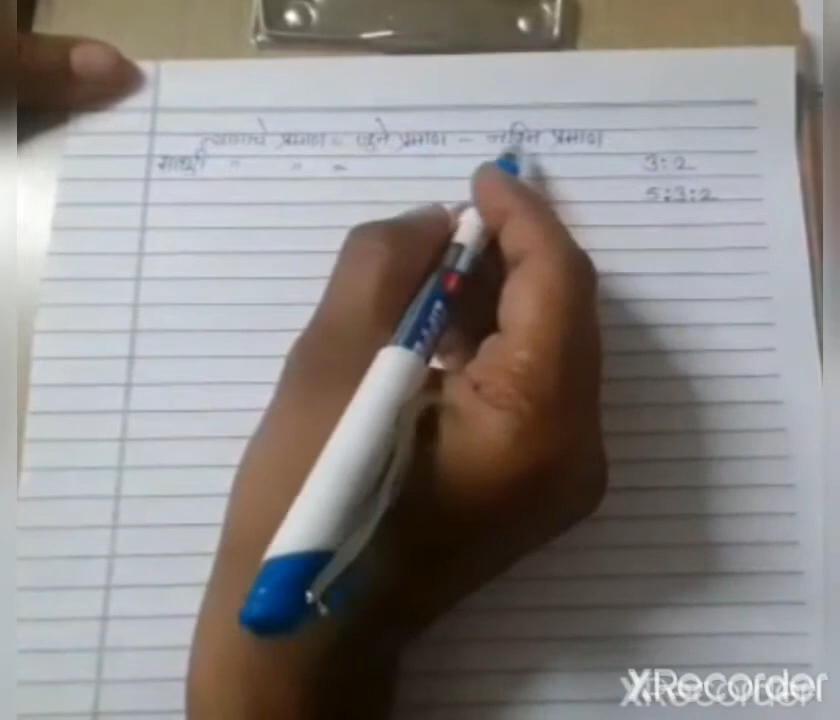 त्यागाचे प्रमाण = जुने प्रमाण - नविन प्रमाण
" " = 3:2
5:3:2
XRecorder